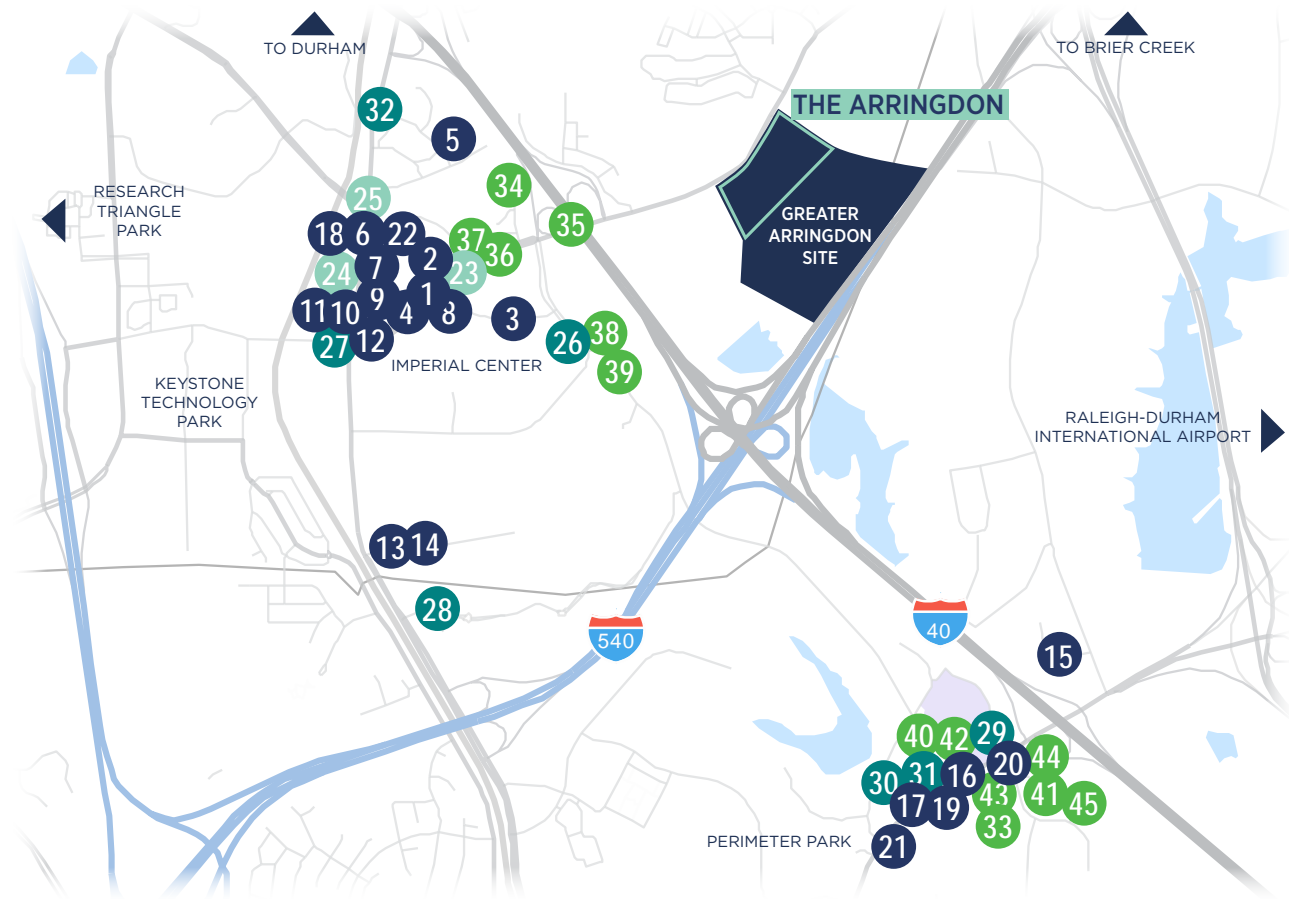 TO DURHAM
TO BRIER CREEK
THE ARRINGDON
32
5
34
25
RESEARCH
TRIANGLE
PARK
GREATER
ARRINGDON
SITE
35
18
6
22
37
36
2
7
24
23
9
1
11
10
4
8
3
26
38
27
12
IMPERIAL CENTER
39
KEYSTONE
TECHNOLOGY
PARK
RALEIGH-DURHAM
INTERNATIONAL AIRPORT
13
14
28
540
40
15
40
42
29
30
31
16
20
44
17
19
43
41
45
33
21
PERIMETER PARK